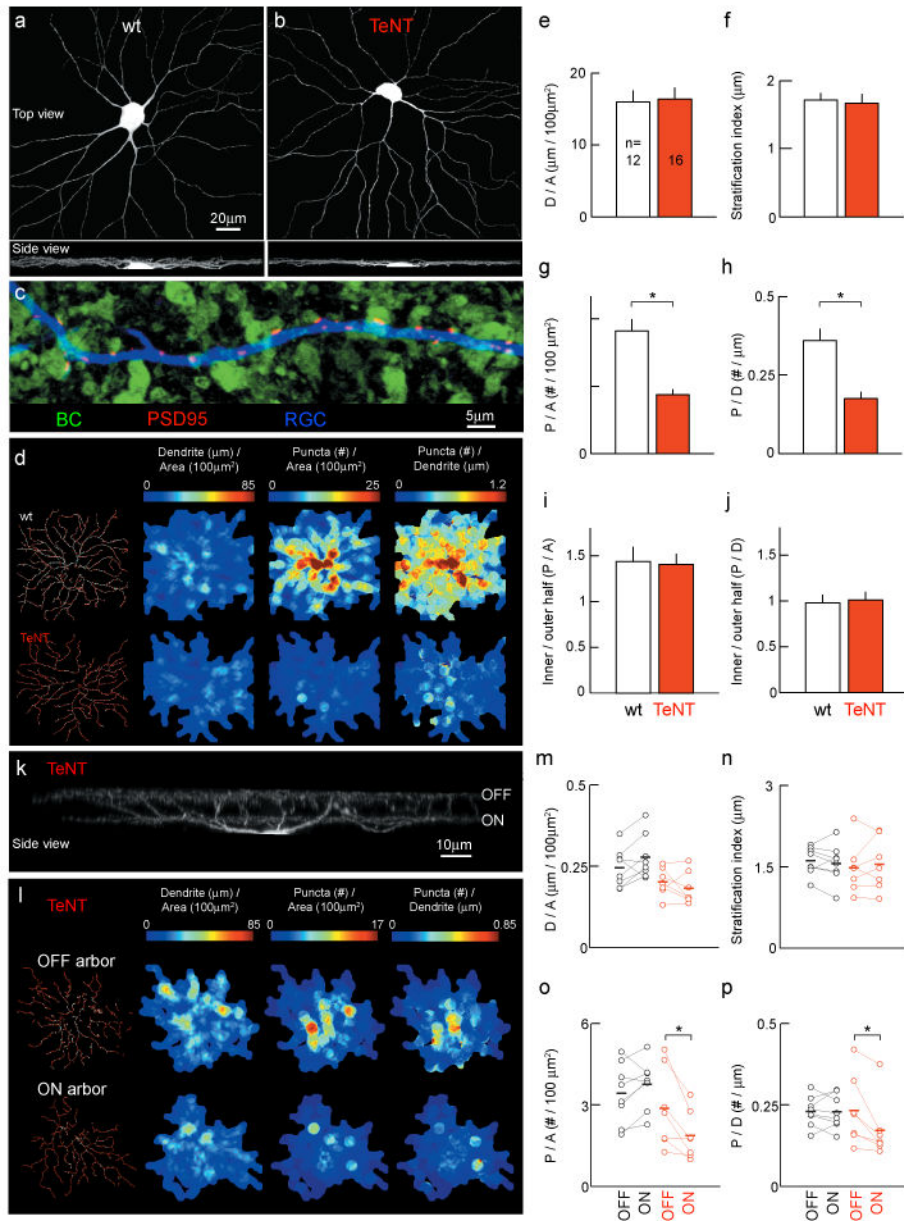 a
wt
Top view
20μm
Side view
b
TeNT
c
BC
PSD95
RGC
5μm
d
Dendrite (μm) /
Area (100μm²)
0
85
Puncta (#) /
Area (100μm²)
0
25
Puncta (#) /
Dendrite (μm)
0
1.2
wt
TeNT
e
D / A (μm / 100μm²)
20
10
0
n=
12
16
f
Stratification index (μm)
2
1
0
g
P / A (# / 100 μm²)
0
*
h
P / D (# / μm)
0.5
0.25
0
*
i
Inner / outer half (P / A)
1.5
1
0
wt
TeNT
j
Inner / outer half (P / D)
1.5
1
0
wt
TeNT
k
TeNT
OFF
ON
Side view
10μm
l
TeNT
Dendrite (μm) /
Area (100μm²)
0
85
Puncta (#) /
Area (100μm²)
0
17
Puncta (#) /
Dendrite (μm)
0
0.85
OFF arbor
ON arbor
m
D / A (μm / 100μm²)
0.5
0.25
0
n
Stratification index (μm)
3
1.5
0
o
P / A (# / 100 μm²)
6
3
0
*
OFF
ON
OFF
ON
p
P / D (# / μm)
0.5
0.25
0
*
OFF
ON
OFF
ON